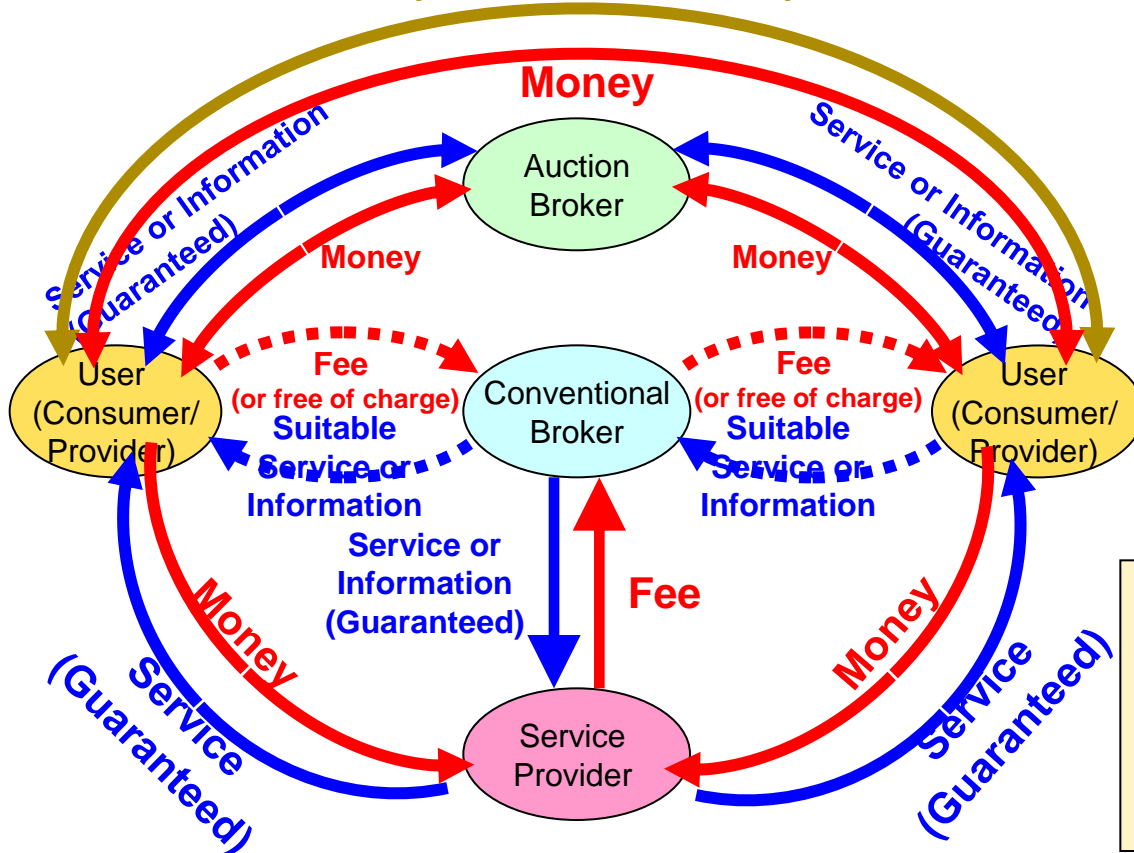 Money
Service or Information
(Guaranteed)
Service or Information
(Guaranteed)
Auction
Broker
Money
Money
User
(Consumer/
Provider)
Fee
(or free of charge)
Suitable
Service or
Information
Conventional
Broker
Fee
(or free of charge)
Suitable
Service or
Information
User
(Consumer/
Provider)
Service or
Information
(Guaranteed)
Fee
Money
Service
(Guaranteed)
Money
Service
(Guaranteed)
Service
Provider